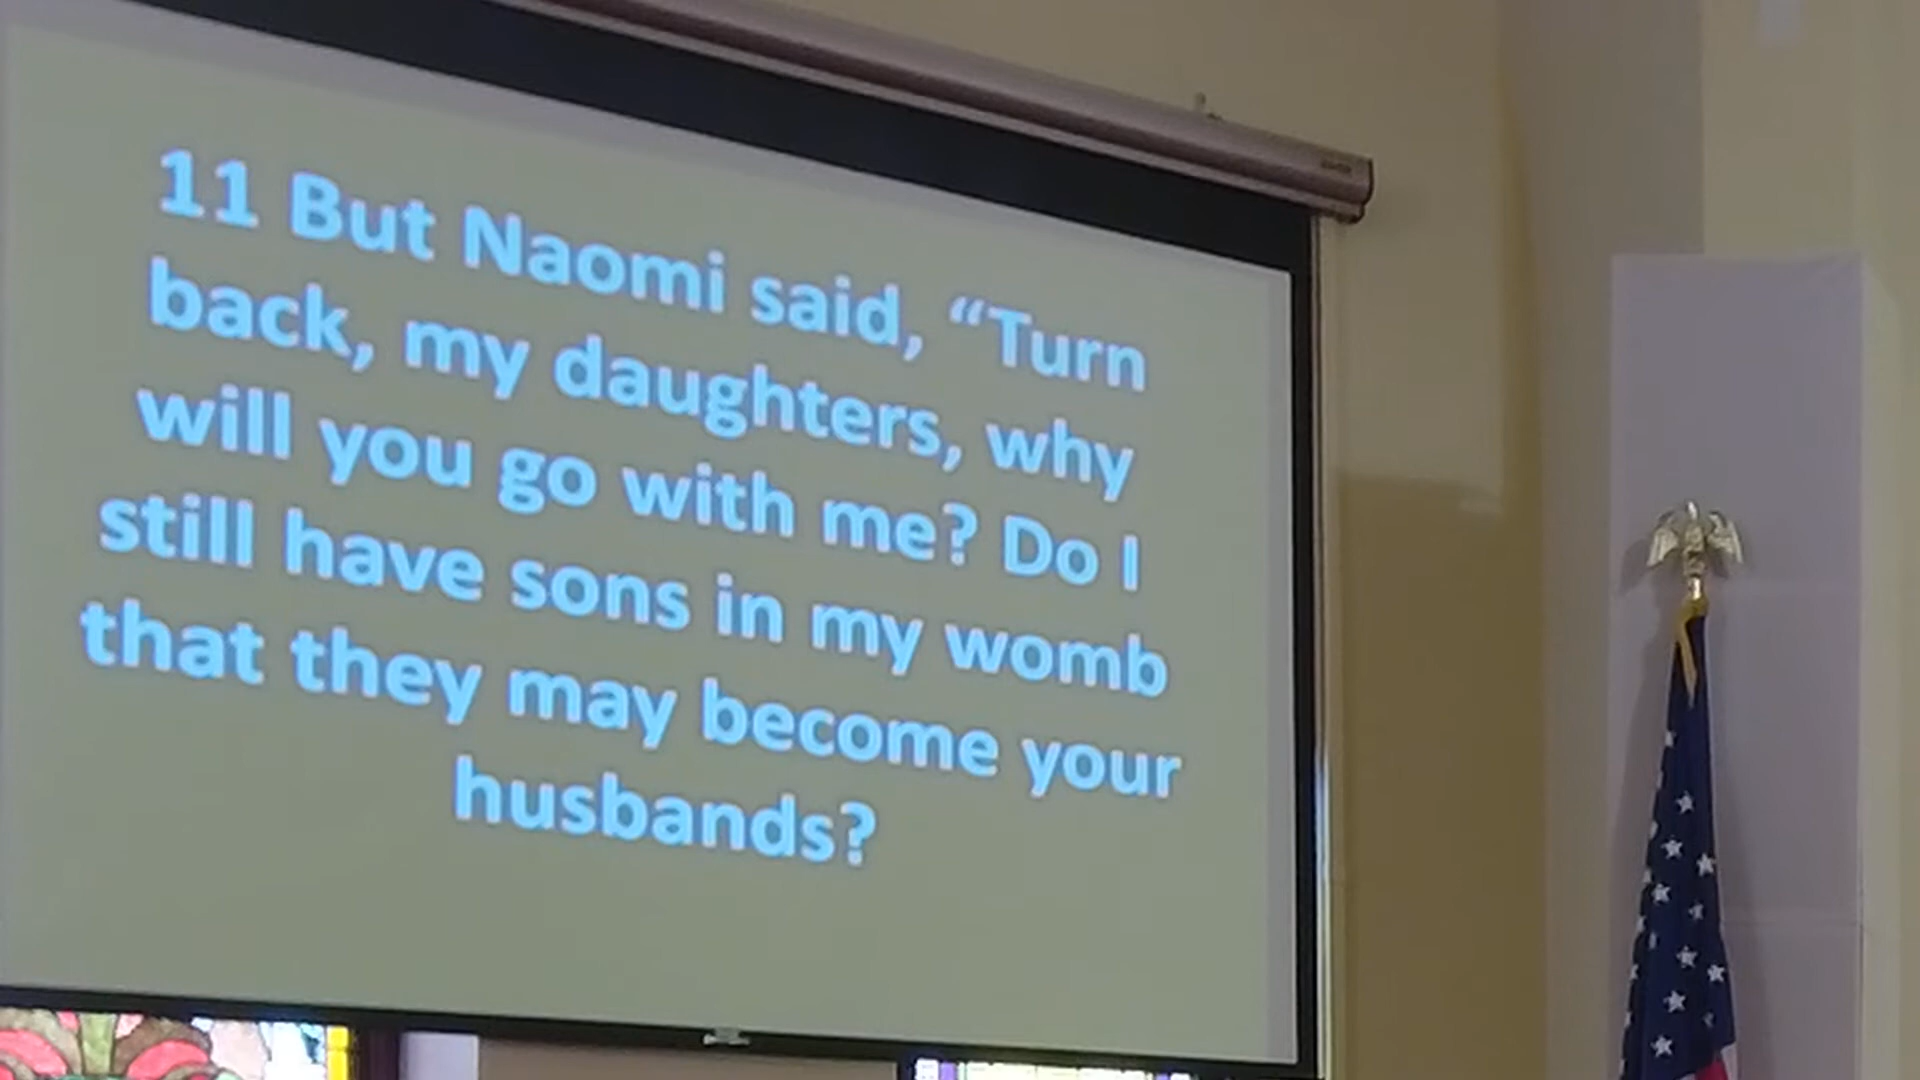 11 But Naomi said, “Turn
back, my daughters, why
will you go with me? Do I
still have sons in my womb
that they may become your
husbands?